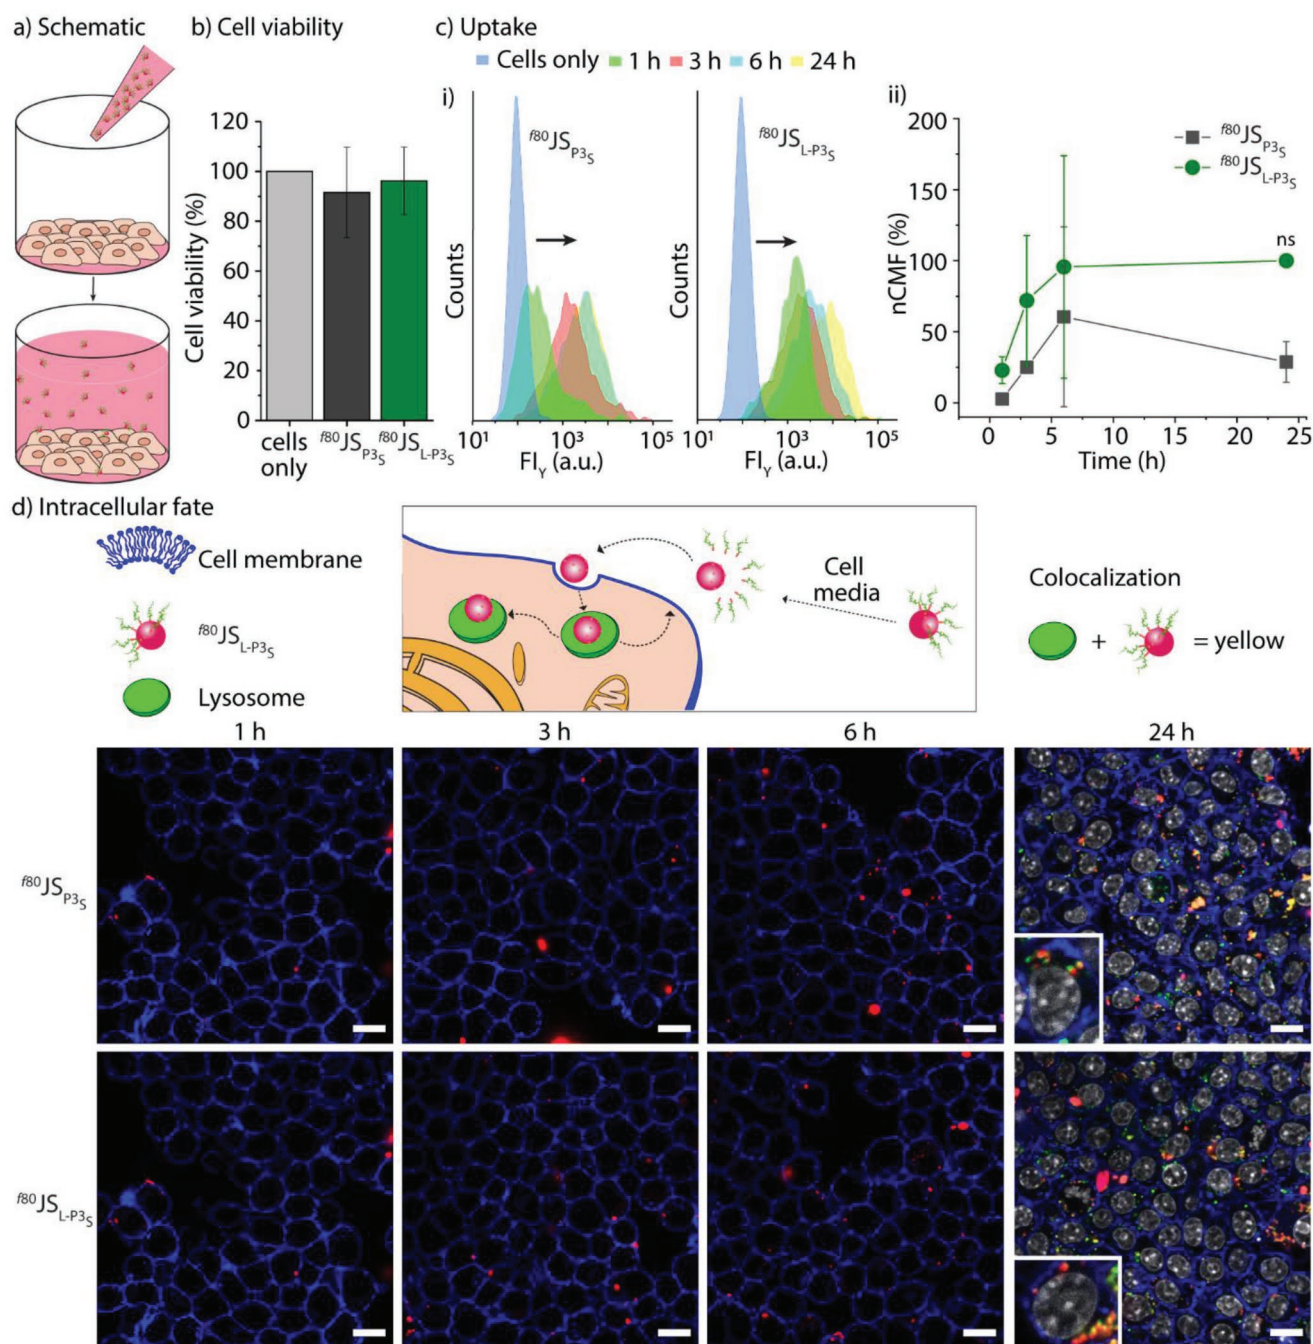 a) Schematic
b) Cell viability
c) Uptake
Cells only 1 h 3 h 6 h 24 h
i)
ii)
120
100
80
60
40
20
0
Cell viability (%)
cells only
f80JSP3S
f80JSL-P3S
Counts
f80JSP3S
10¹ 10³ 10⁵
FIY (a.u.)
Counts
f80JSL-P3S
10¹ 10³ 10⁵
FIY (a.u.)
200
150
100
50
0
nCMF (%)
f80JSP3S
f80JSL-P3S
ns
0 5 10 15 20 25
Time (h)
d) Intracellular fate
Cell membrane
f80JSL-P3S
Lysosome
Cell
media
Colocalization
+ = yellow
1 h 3 h 6 h 24 h
f80JSP3S
f80JSL-P3S